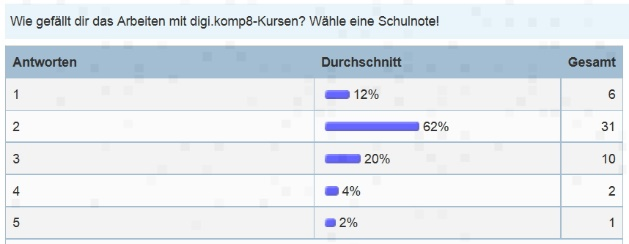 Wie gefällt dir das Arbeiten mit digi.komp8-Kursen? Wähle eine Schulnote!
Antworten Durchschnitt Gesamt
1 12% 6
2 62% 31
3 20% 10
4 4% 2
5 2% 1